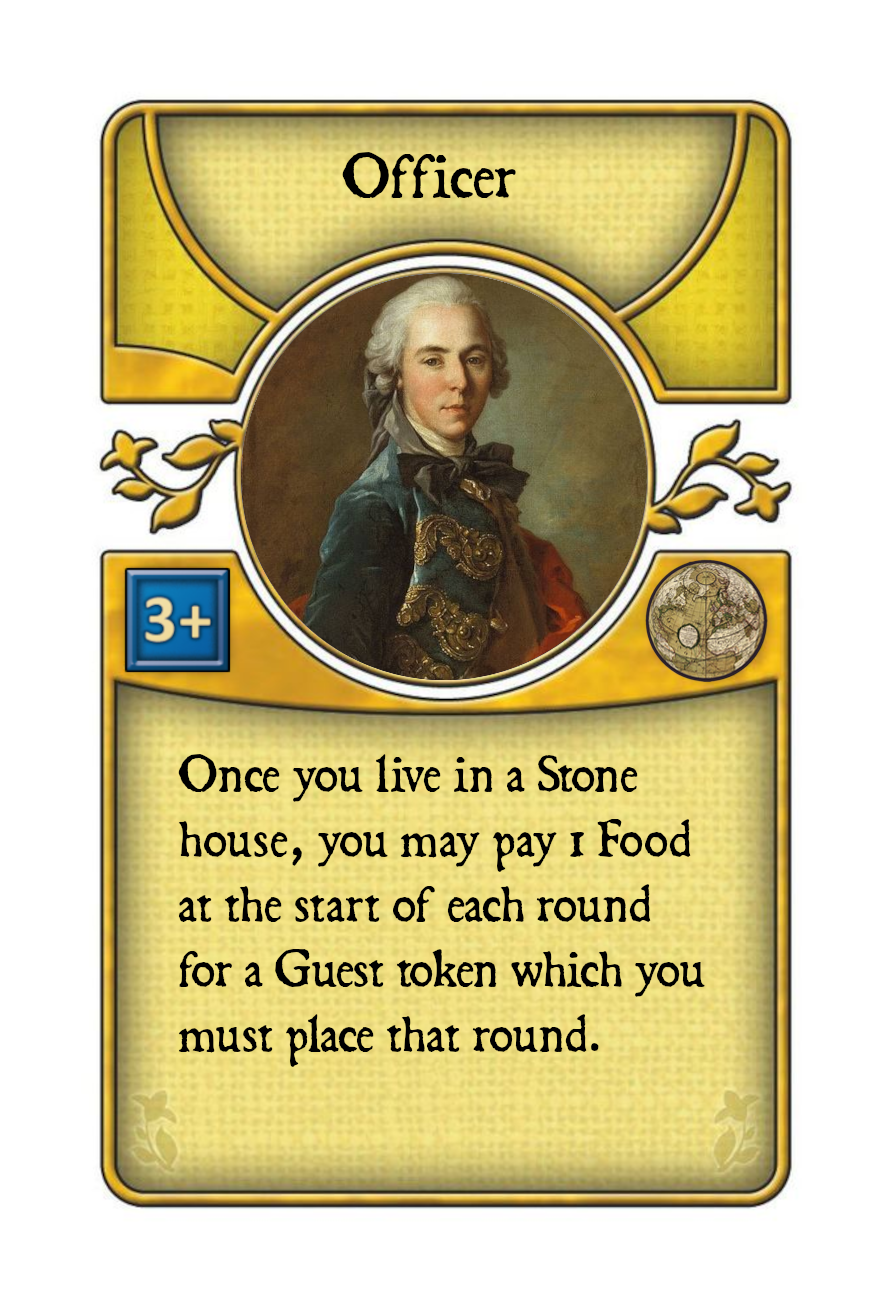 Officer
3+
Once you live in a Stone
house, you may pay 1 Food
at the start of each round
for a Guest token which you
must place that round.